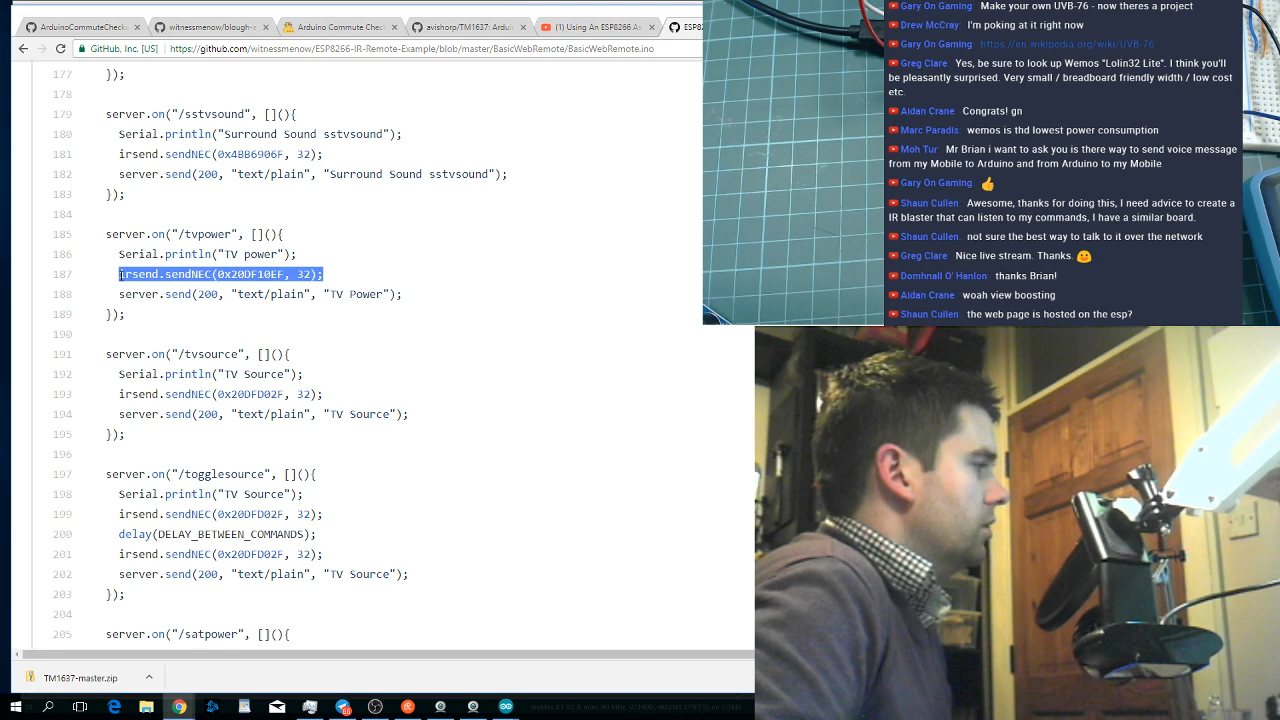 ArduinoCommuteChecke
witnessmenow/blouseti
Arduino Commute Check
avishorp/TM1637: Arduin
(1) Using An ESP8266 As
ESP8
GitHub, Inc. [US]
github.com/witnessmenow/ESP8266-IR-Remote-Example/blob/master/BasicWebRemote/BasicWebRemote.ino
177 });
178
179 server.on("/sstvsound", [](){
180 Serial.println("Surround Sound sstvsound");
181 irsend.sendNEC(0x4BB6906F, 32);
182 server.send(200, "text/plain", "Surround Sound sstvsound");
183 });
184
185 server.on("/tvpower", [](){
186 Serial.println("TV power");
187 irsend.sendNEC(0x20DF10EF, 32);
188 server.send(200, "text/plain", "TV Power");
189 });
190
191 server.on("/tvsource", [](){
192 Serial.println("TV Source");
193 irsend.sendNEC(0x20DFD02F, 32);
194 server.send(200, "text/plain", "TV Source");
195 });
196
197 server.on("/togglesource", [](){
198 Serial.println("TV Source");
199 irsend.sendNEC(0x20DFD02F, 32);
200 delay(DELAY_BETWEEN_COMMANDS);
201 irsend.sendNEC(0x20DFD02F, 32);
202 server.send(200, "text/plain", "TV Source");
203 });
204
205 server.on("/satpower", [](){
TM1637-master.zip
Gary On Gaming Make your own UVB-76 - now theres a project
Drew McCray I'm poking at it right now
Gary On Gaming https://en.wikipedia.org/wiki/UVB-76
Greg Clare Yes, be sure to look up Wemos "Lolin32 Lite". I think you'll
be pleasantly surprised. Very small / breadboard friendly width / low cost
etc.
Aidan Crane Congrats! gn
Marc Paradis wemos is thd lowest power consumption
Moh Tur Mr Brian i want to ask you is there way to send voice message
from my Mobile to Arduino and from Arduino to my Mobile
Gary On Gaming 👍
Shaun Cullen Awesome, thanks for doing this, I need advice to create a
IR blaster that can listen to my commands, I have a similar board.
Shaun Cullen not sure the best way to talk to it over the network
Greg Clare Nice live stream. Thanks. 🙂
Domhnall O' Hanlon thanks Brian!
Aidan Crane woah view boosting
Shaun Cullen the web page is hosted on the esp?